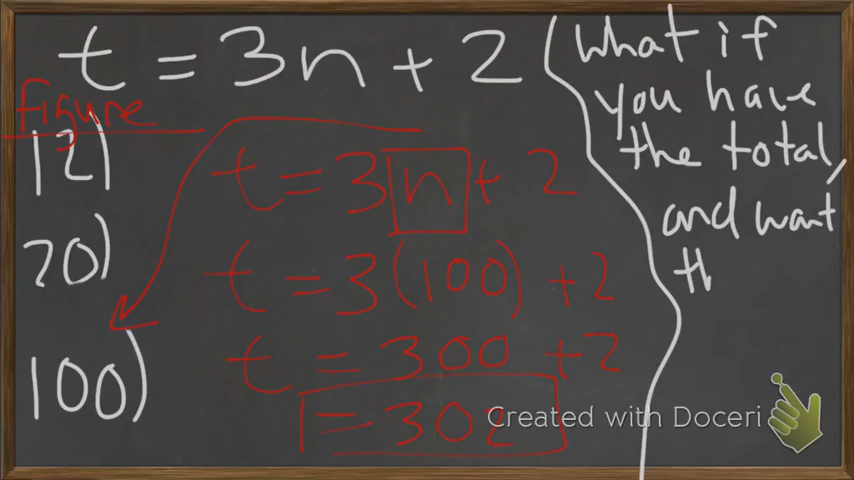 t = 3n + 2
figure
12)
20)
100)
t = 3n + 2
t = 3(100) + 2
t = 300 + 2
= 302
What if
you have
the total,
and want
th
Created with Doceri